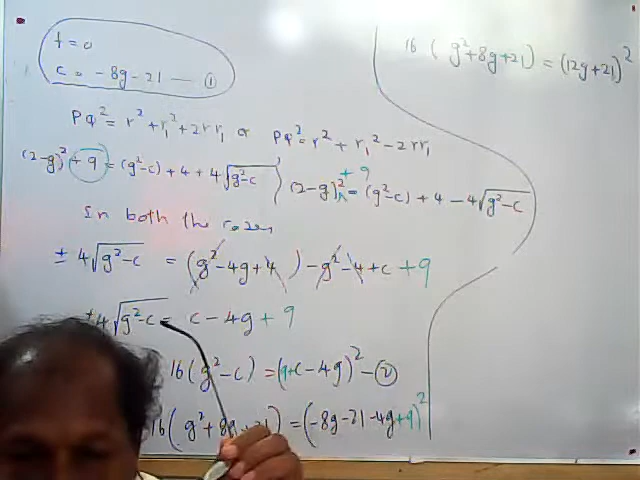 f = 0
c = -8g - 21 — ①
PQ² = r² + r₁² + 2rr₁ or PQ² = r² + r₁² - 2rr₁
(2-g)² + 9 = (g²-c) + 4 + 4√(g²-c)
(2-g)² + 9 = (g²-c) + 4 - 4√(g²-c)
In both the cases
± 4√(g²-c) = (g² - 4g + 4) - g² - 4 + c + 9
±4√(g²-c) = c - 4g + 9
16(g²-c) = (9+c-4g)² — ②
16(g²+8g+21) = (-8g-21-4g+9)²
16(g²+8g+21) = (12g+21)²